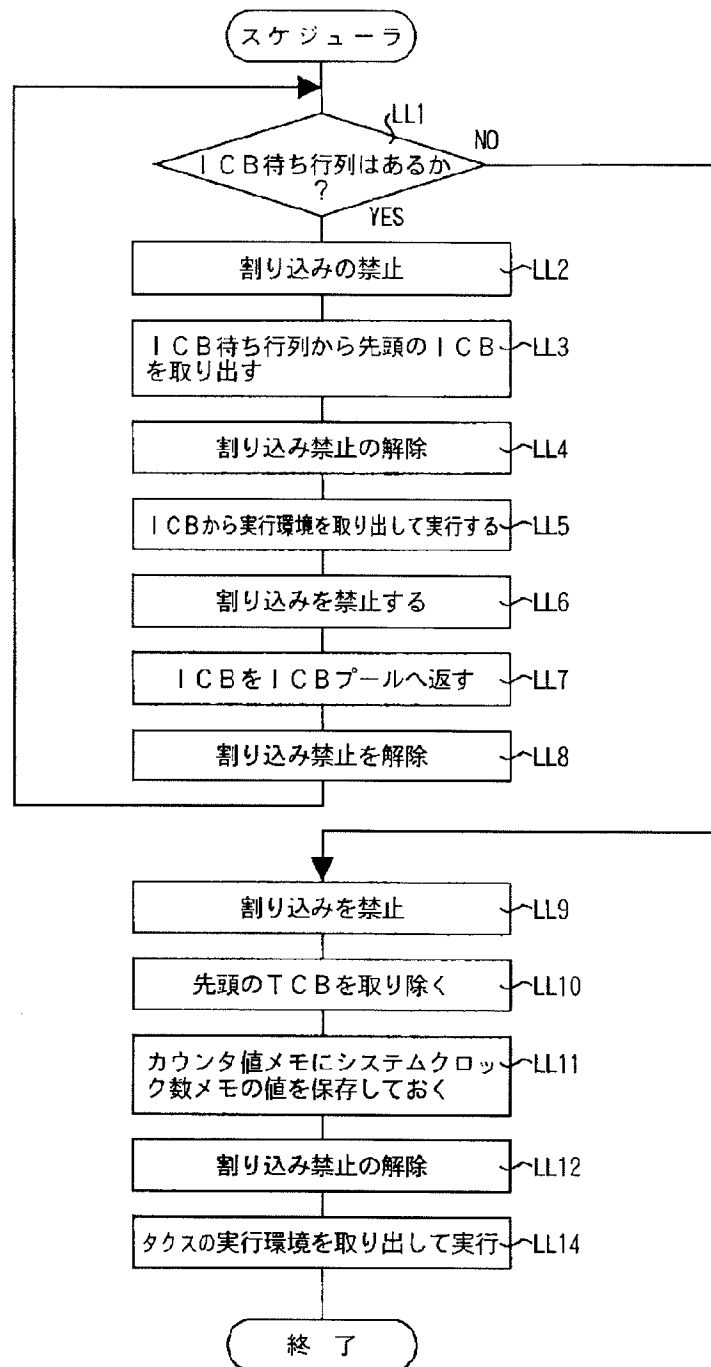 スケジューラ
LL1
NO
ICB待ち行列はあるか
?
YES
割り込みの禁止 LL2
ICB待ち行列から先頭のICB LL3
を取り出す
割り込み禁止の解除 LL4
ICBから実行環境を取り出して実行する LL5
割り込みを禁止する LL6
ICBをICBプールへ返す LL7
割り込み禁止を解除 LL8
割り込みを禁止 LL9
先頭のTCBを取り除く LL10
カウンタ値メモにシステムクロッ LL11
ク数メモの値を保存しておく
割り込み禁止の解除 LL12
タクスの実行環境を取り出して実行 LL14
終了